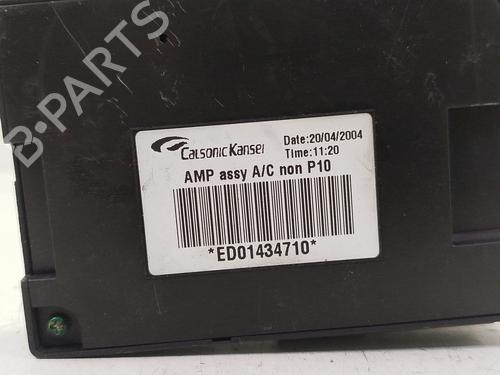 B-PARTS
CalsonicKansei
Date:20/04/2004
Time:11:20
AMP assy A/C non P10
*ED01434710*